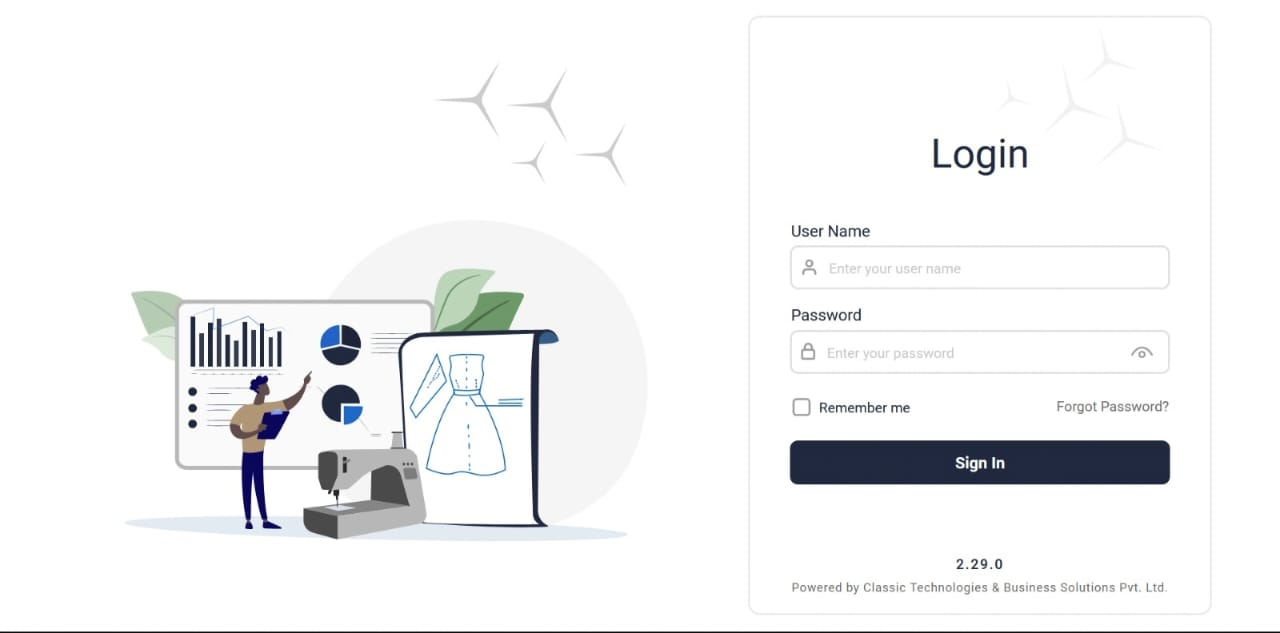 Login
User Name
Enter your user name
Password
Enter your password
Remember me
Forgot Password?
Sign In
2.29.0
Powered by Classic Technologies & Business Solutions Pvt. Ltd.